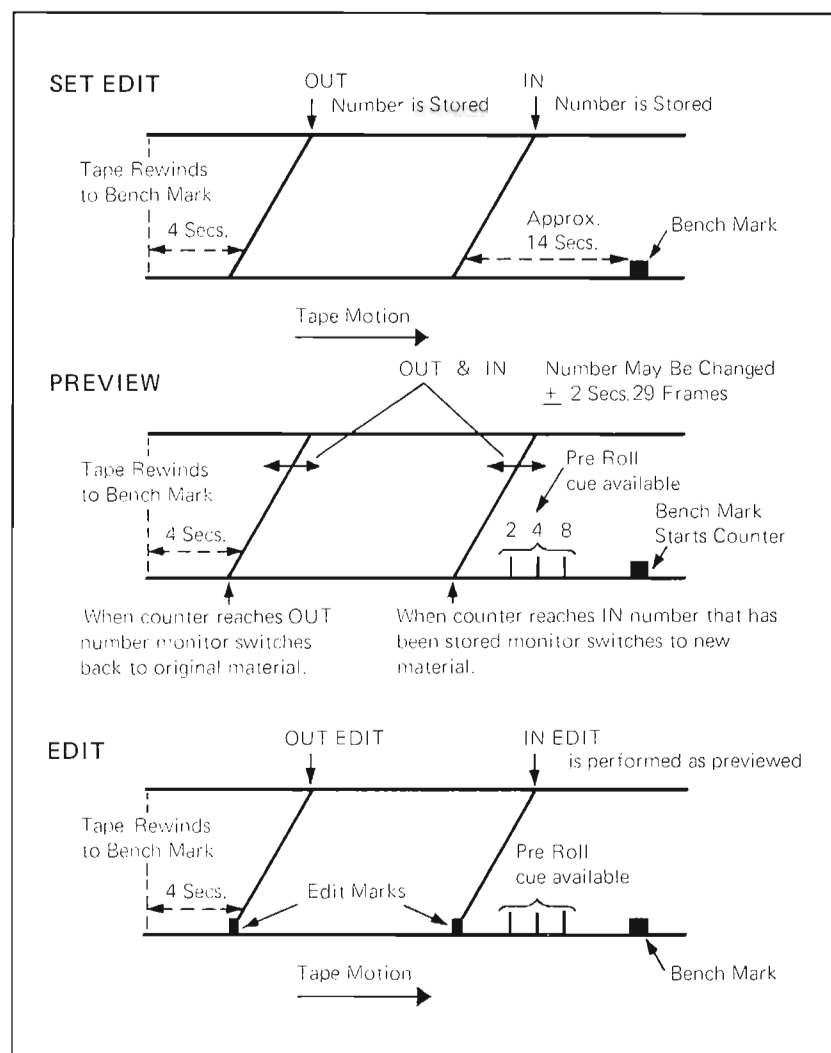 SET EDIT
OUT
Number is Stored
IN
Number is Stored
Tape Rewinds
to Bench Mark
4 Secs.
Approx.
14 Secs.
Bench Mark
Tape Motion
PREVIEW
OUT & IN
Number May Be Changed
± 2 Secs. 29 Frames
Tape Rewinds
to Bench Mark
4 Secs.
Pre Roll
cue available
2 4 8
Bench Mark
Starts Counter
When counter reaches OUT
number monitor switches
back to original material.
When counter reaches IN number that has
been stored monitor switches to new
material.
EDIT
OUT EDIT
IN EDIT
is performed as previewed
Tape Rewinds
to Bench Mark
4 Secs.
Edit Marks
Pre Roll
cue available
Bench Mark
Tape Motion